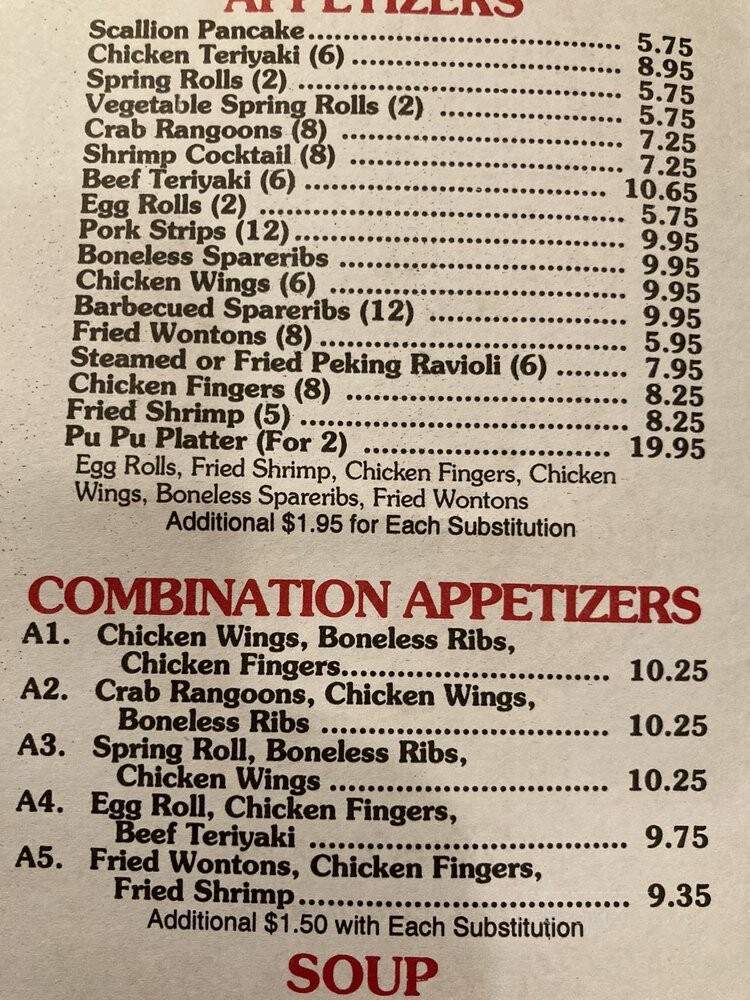 APPETIZERS
Scallion Pancake........................................ 5.75
Chicken Teriyaki (6) .................................. 8.95
Spring Rolls (2) ........................................ 5.75
Vegetable Spring Rolls (2) ........................ 5.75
Crab Rangoons (8) ................................... 7.25
Shrimp Cocktail (8) .................................. 7.25
Beef Teriyaki (6) ...................................... 10.65
Egg Rolls (2) ............................................. 5.75
Pork Strips (12)......................................... 9.95
Boneless Spareribs ................................... 9.95
Chicken Wings (6) .................................... 9.95
Barbecued Spareribs (12) ........................ 9.95
Fried Wontons (8)..................................... 5.95
Steamed or Fried Peking Ravioli (6) ........ 7.95
Chicken Fingers (8) .................................. 8.25
Fried Shrimp (5) ....................................... 8.25
Pu Pu Platter (For 2) ............................... 19.95
Egg Rolls, Fried Shrimp, Chicken Fingers, Chicken
Wings, Boneless Spareribs, Fried Wontons
Additional $1.95 for Each Substitution
COMBINATION APPETIZERS
A1. Chicken Wings, Boneless Ribs,
Chicken Fingers.................................. 10.25
A2. Crab Rangoons, Chicken Wings,
Boneless Ribs ..................................... 10.25
A3. Spring Roll, Boneless Ribs,
Chicken Wings ................................... 10.25
A4. Egg Roll, Chicken Fingers,
Beef Teriyaki ........................................ 9.75
A5. Fried Wontons, Chicken Fingers,
Fried Shrimp.......................................... 9.35
Additional $1.50 with Each Substitution
SOUP